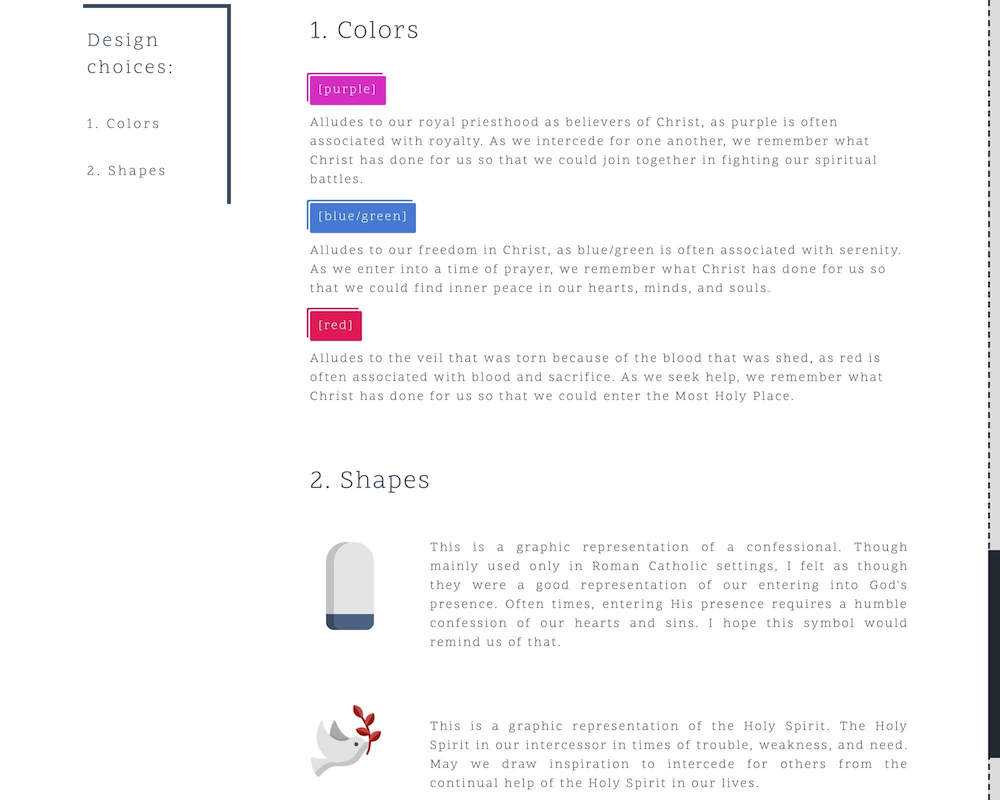 Design
choices:
1. Colors
2. Shapes
1. Colors
[purple]
Alludes to our royal priesthood as believers of Christ, as purple is often
associated with royalty. As we intercede for one another, we remember what
Christ has done for us so that we could join together in fighting our spiritual
battles.
[blue/green]
Alludes to our freedom in Christ, as blue/green is often associated with serenity.
As we enter into a time of prayer, we remember what Christ has done for us so
that we could find inner peace in our hearts, minds, and souls.
[red]
Alludes to the veil that was torn because of the blood that was shed, as red is
often associated with blood and sacrifice. As we seek help, we remember what
Christ has done for us so that we could enter the Most Holy Place.
2. Shapes
This is a graphic representation of a confessional. Though
mainly used only in Roman Catholic settings, I felt as though
they were a good representation of our entering into God's
presence. Often times, entering His presence requires a humble
confession of our hearts and sins. I hope this symbol would
remind us of that.
This is a graphic representation of the Holy Spirit. The Holy
Spirit in our intercessor in times of trouble, weakness, and need.
May we draw inspiration to intercede for others from the
continual help of the Holy Spirit in our lives.